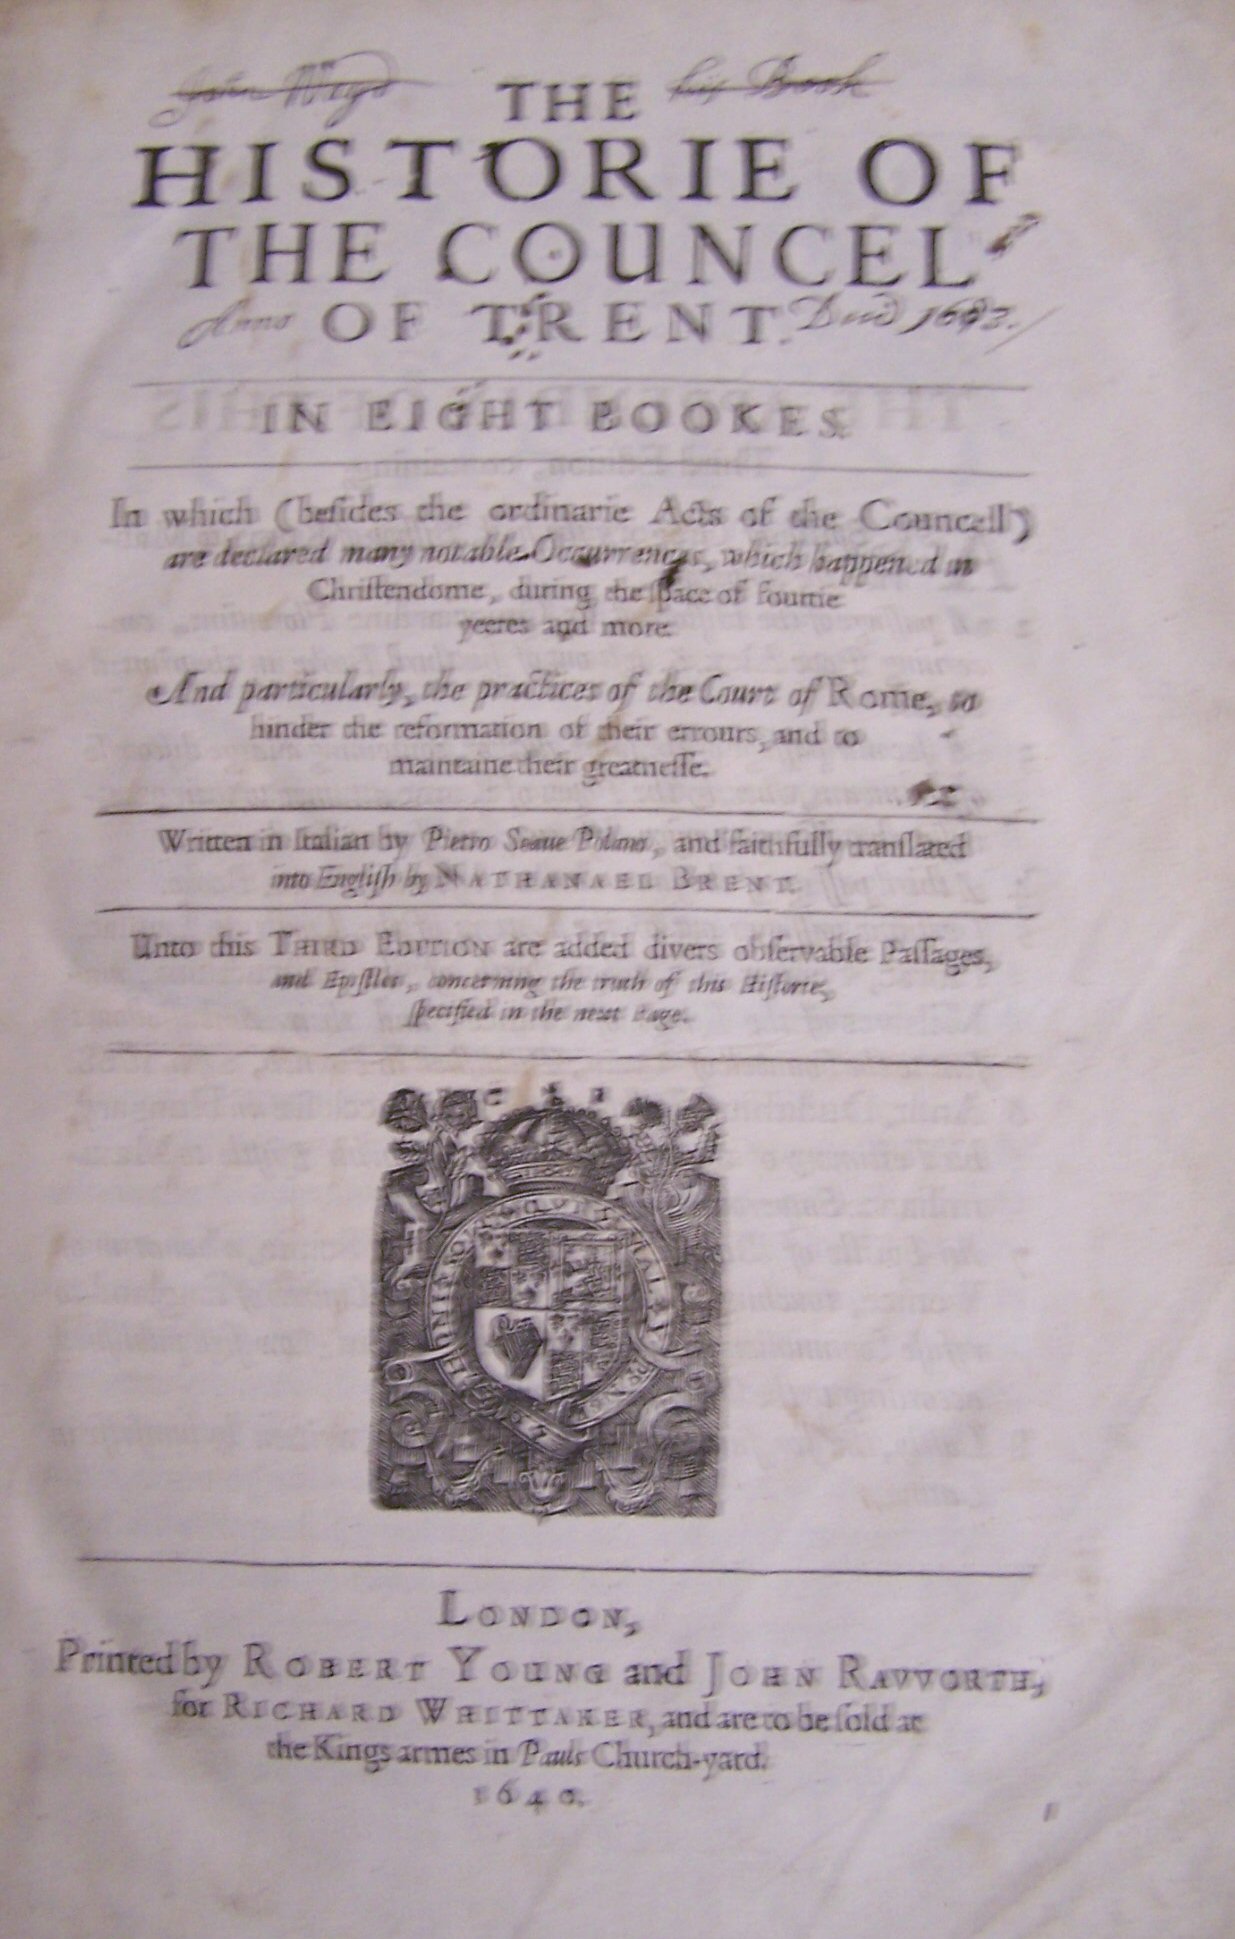 his Book
THE
HISTORIE OF
THE COUNCEL
OF TRENT.
Anno Dnĩ 1683.
IN EIGHT BOOKES.
In which (beſides the ordinarie Acts of the Councell)
are declared many notable Occurrences, which happened in
Chriſtendome, during the ſpace of fourtie
yeeres and more.
And particularly, the practices of the Court of Rome, to
hinder the reformation of their errours, and to
maintaine their greatneſſe.
Written in Italian by Pietro Soave Polano, and faithfully tranſlated
into Engliſh by NATHANAEL BRENT.
Unto this THIRD EDITION are added divers obſervable Paſſages,
and Epiſtles, concerning the truth of this Hiſtorie,
ſpecified in the next Page.
LONDON,
Printed by ROBERT YOUNG and JOHN RAVVORTH,
for RICHARD WHITTAKER, and are to be ſold at
the Kings armes in Pauls Church-yard.
1640.